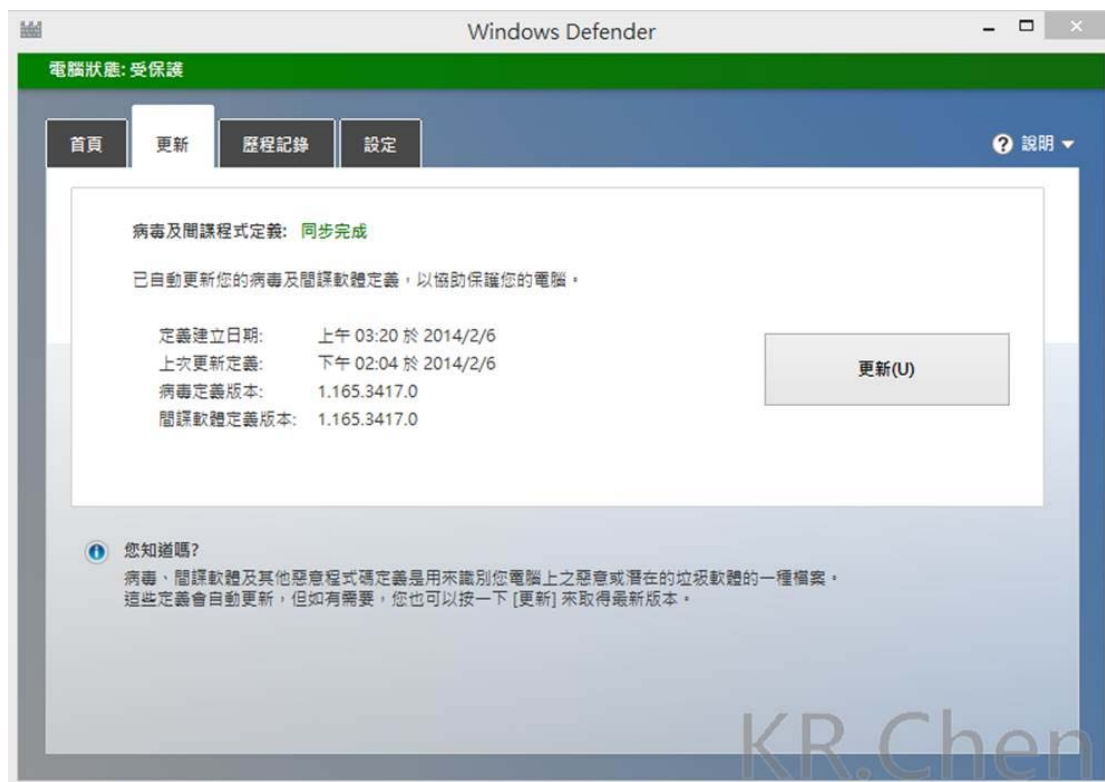 Windows Defender
電腦狀態: 受保護
首頁 更新 歷程記錄 設定 說明
病毒及間諜程式定義: 同步完成
已自動更新您的病毒及間諜軟體定義，以協助保護您的電腦。
定義建立日期: 上午 03:20 於 2014/2/6
上次更新定義: 下午 02:04 於 2014/2/6
病毒定義版本: 1.165.3417.0
間諜軟體定義版本: 1.165.3417.0
更新(U)
您知道嗎?
病毒、間諜軟體及其他惡意程式碼定義是用來識別您電腦上之惡意或潛在的垃圾軟體的一種檔案。
這些定義會自動更新，但如有需要，您也可以按一下 [更新] 來取得最新版本。
KR.Chen